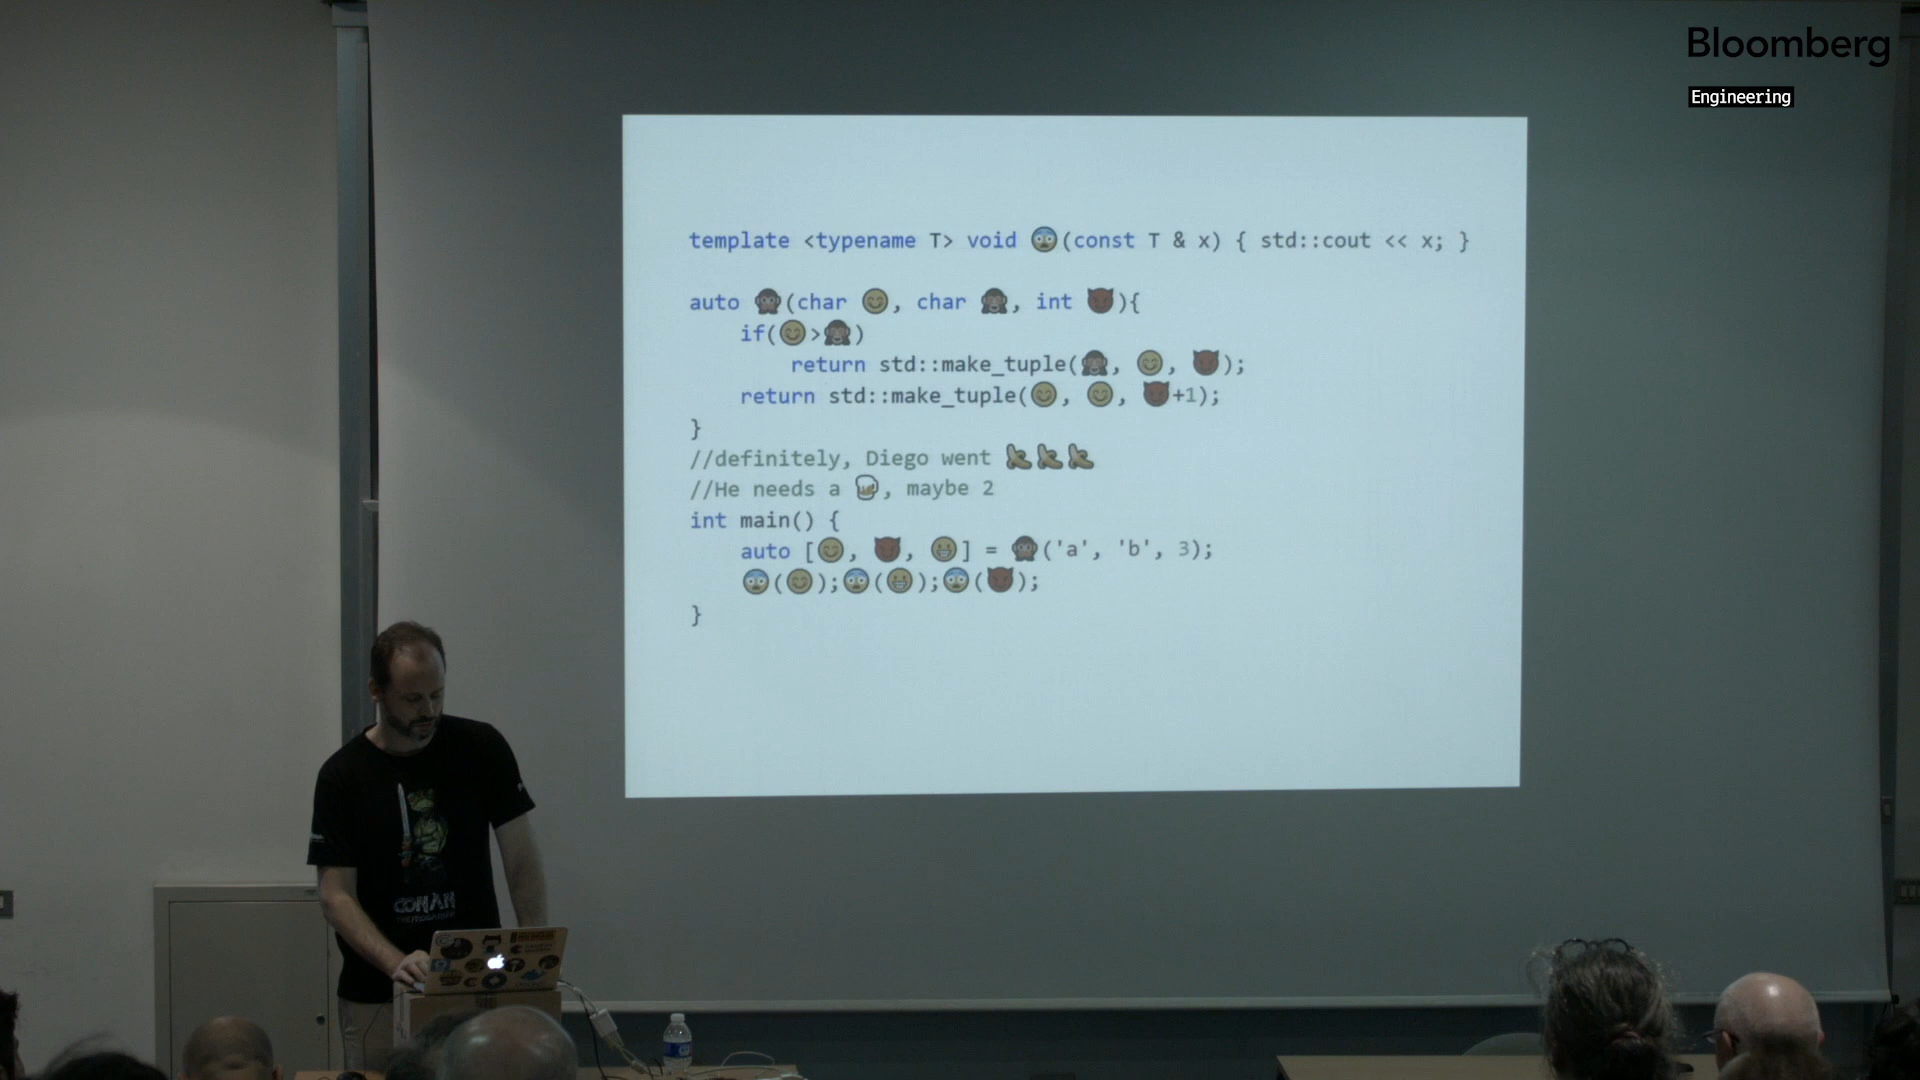 Bloomberg
Engineering
template <typename T> void 😨(const T & x) { std::cout << x; }
auto 🙊(char 😊, char 🙈, int 😈){
if(😊>🙈)
return std::make_tuple(🙈, 😊, 😈);
return std::make_tuple(😊, 😊, 😈+1);
}
//definitely, Diego went 🍌🍌🍌
//He needs a 🍺, maybe 2
int main() {
auto [😊, 😈, 😁] = 🙊('a', 'b', 3);
😨(😊);😨(😁);😨(😈);
}
CONAN